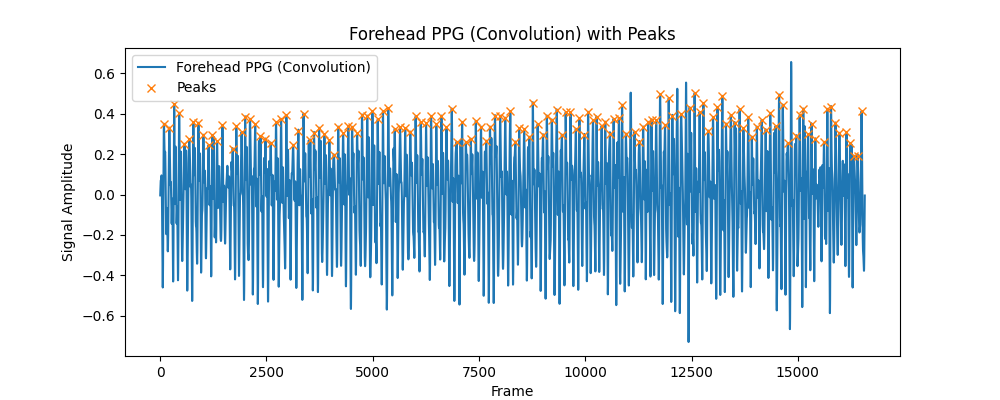 Forehead PPG (Convolution) with Peaks
Forehead PPG (Convolution)
Peaks
Signal Amplitude
0.6
0.4
0.2
0.0
−0.2
−0.4
−0.6
0 2500 5000 7500 10000 12500 15000
Frame